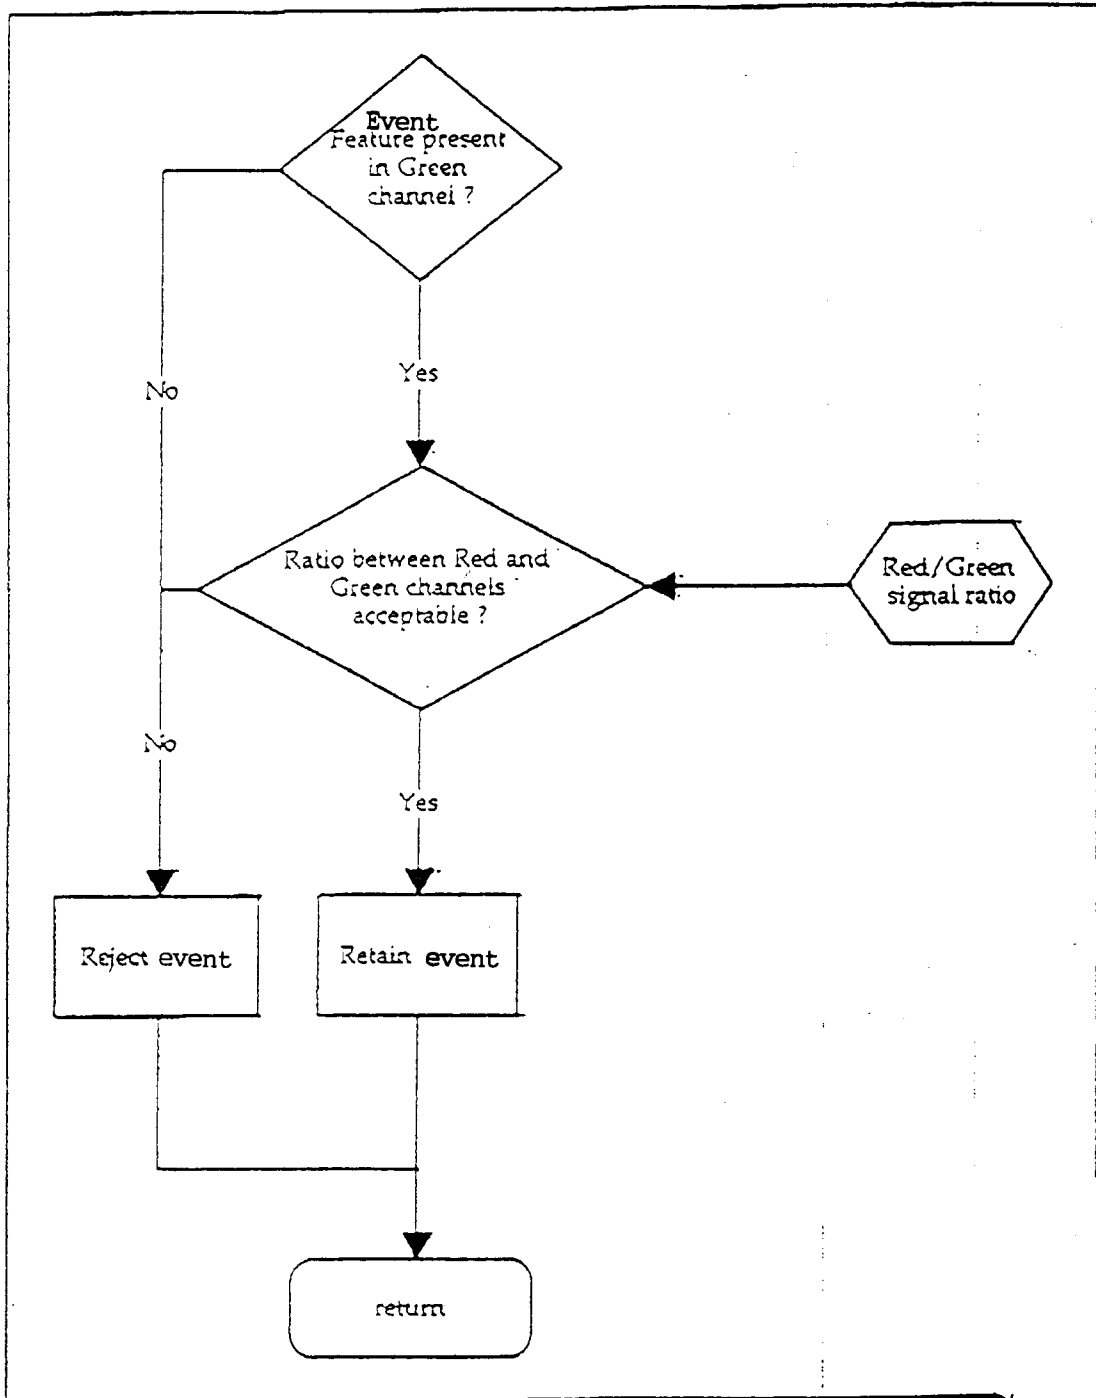 Event
Feature present
in Green
channel ?
No
Yes
Ratio between Red and
Green channels
acceptable ?
Red/Green
signal ratio
No
Yes
Reject event
Retain event
return